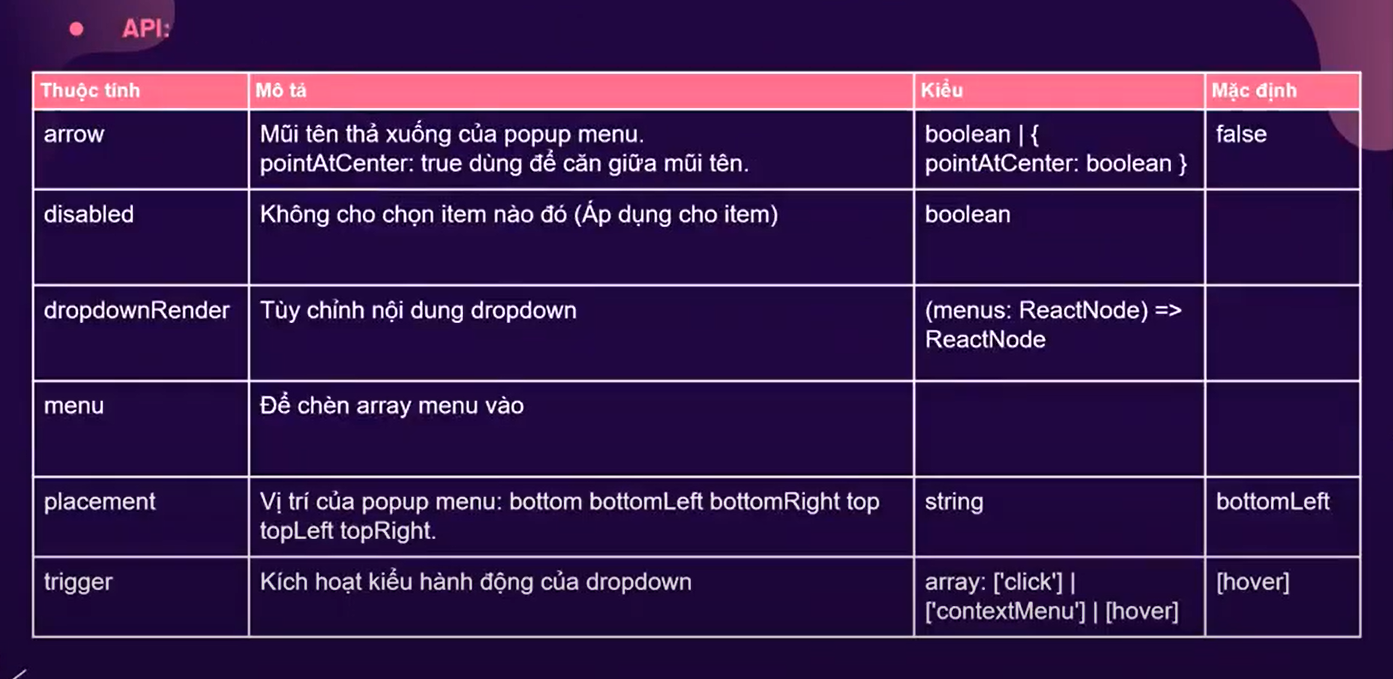 API:
Thuộc tính Mô tả Kiểu Mặc định
arrow Mũi tên thả xuống của popup menu. boolean | { false
pointAtCenter: true dùng để căn giữa mũi tên. pointAtCenter: boolean }
disabled Không cho chọn item nào đó (Áp dụng cho item) boolean
dropdownRender Tùy chỉnh nội dung dropdown (menus: ReactNode) =>
ReactNode
menu Để chèn array menu vào
placement Vị trí của popup menu: bottom bottomLeft bottomRight top string bottomLeft
topLeft topRight.
trigger Kích hoạt kiểu hành động của dropdown array: ['click'] | [hover]
['contextMenu'] | [hover]